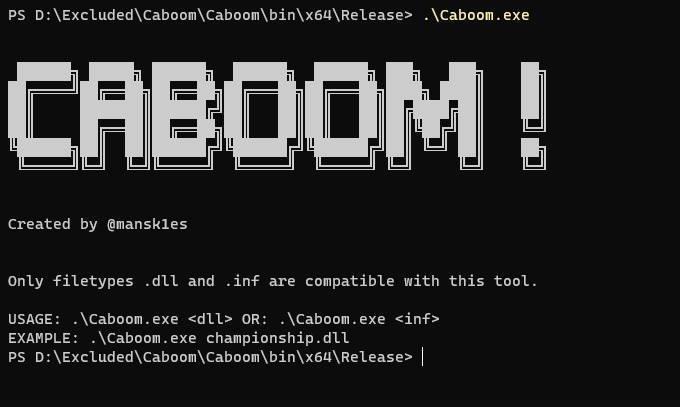 PS D:\Excluded\Caboom\Caboom\bin\x64\Release> .\Caboom.exe
CABOOM!
Created by @mansk1es
Only filetypes .dll and .inf are compatible with this tool.
USAGE: .\Caboom.exe <dll> OR: .\Caboom.exe <inf>
EXAMPLE: .\Caboom.exe championship.dll
PS D:\Excluded\Caboom\Caboom\bin\x64\Release>